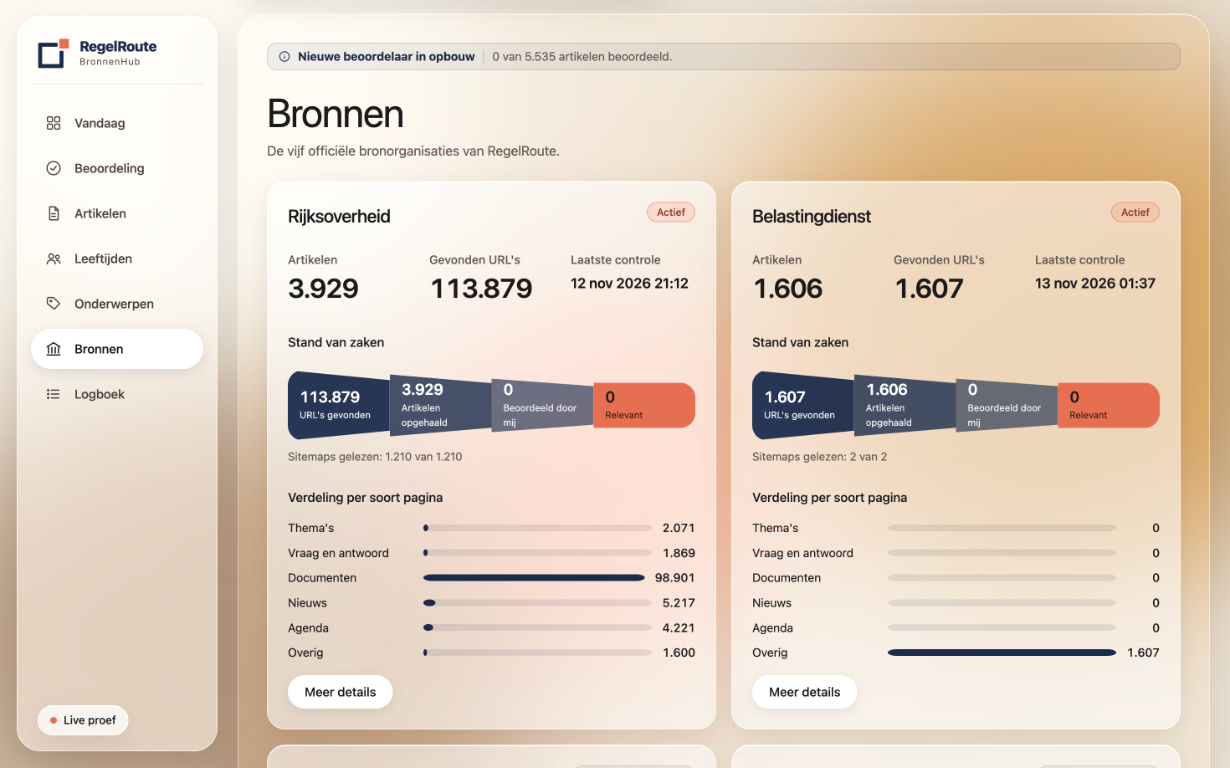 RegelRoute
BronnenHub
Vandaag
Beoordeling
Artikelen
Leeftijden
Onderwerpen
Bronnen
Logboek
Live proef
Nieuwe beoordelaar in opbouw
0 van 5.535 artikelen beoordeeld.
Bronnen
De vijf officiële bronorganisaties van RegelRoute.
Rijksoverheid
Actief
Artikelen
Gevonden URL's
Laatste controle
3.929
113.879
12 nov 2026 21:12
Stand van zaken
113.879
URL's gevonden
3.929
Artikelen
opgehaald
0
Beoordeeld door
mij
0
Relevant
Sitemaps gelezen: 1.210 van 1.210
Verdeling per soort pagina
Thema's 2.071
Vraag en antwoord 1.869
Documenten 98.901
Nieuws 5.217
Agenda 4.221
Overig 1.600
Meer details
Belastingdienst
Actief
Artikelen
Gevonden URL's
Laatste controle
1.606
1.607
13 nov 2026 01:37
Stand van zaken
1.607
URL's gevonden
1.606
Artikelen
opgehaald
0
Beoordeeld door
mij
0
Relevant
Sitemaps gelezen: 2 van 2
Verdeling per soort pagina
Thema's 0
Vraag en antwoord 0
Documenten 0
Nieuws 0
Agenda 0
Overig 1.607
Meer details